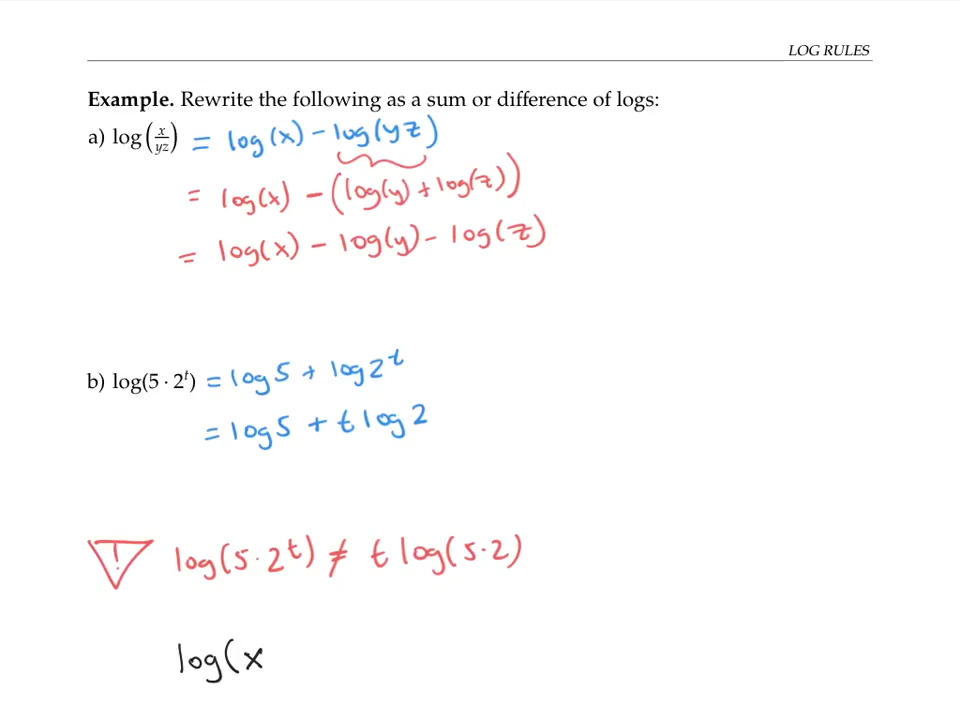 LOG RULES
Example. Rewrite the following as a sum or difference of logs:
a) log(x/yz) = log(x) - log(yz)
= log(x) - (log(y) + log(z))
= log(x) - log(y) - log(z)
b) log(5 · 2^t) = log 5 + log 2^t
= log 5 + t log 2
! log(5 · 2^t) ≠ t log(5 · 2)
log(x